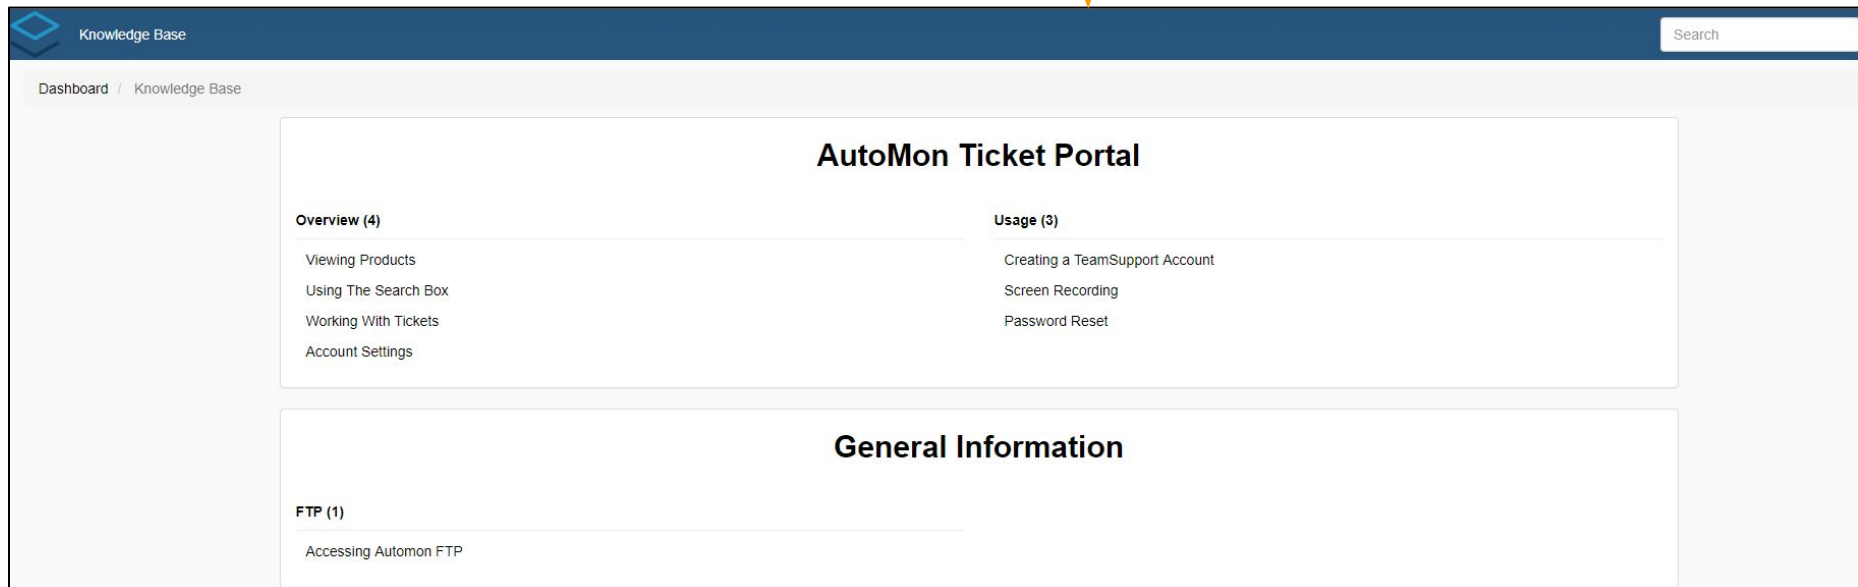 Knowledge Base
Search
Dashboard / Knowledge Base
AutoMon Ticket Portal
Overview (4)
Viewing Products
Using The Search Box
Working With Tickets
Account Settings
Usage (3)
Creating a TeamSupport Account
Screen Recording
Password Reset
General Information
FTP (1)
Accessing Automon FTP